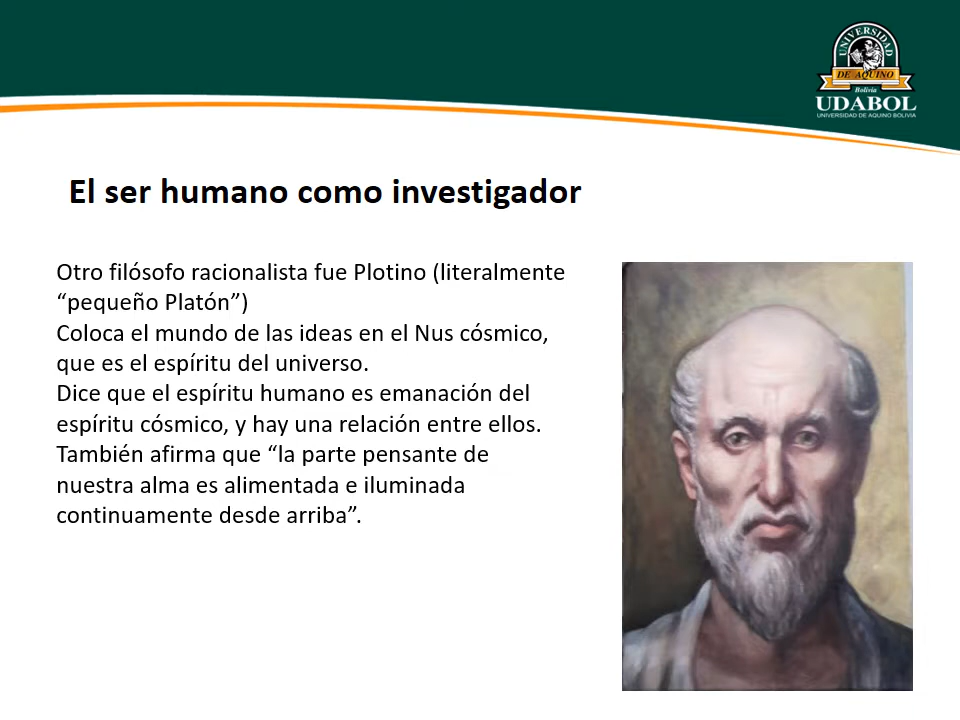 UNIVERSIDAD
DE AQUINO
Bolivia
UDABOL
UNIVERSIDAD DE AQUINO BOLIVIA
El ser humano como investigador
Otro filósofo racionalista fue Plotino (literalmente
“pequeño Platón”)
Coloca el mundo de las ideas en el Nus cósmico,
que es el espíritu del universo.
Dice que el espíritu humano es emanación del
espíritu cósmico, y hay una relación entre ellos.
También afirma que “la parte pensante de
nuestra alma es alimentada e iluminada
continuamente desde arriba”.